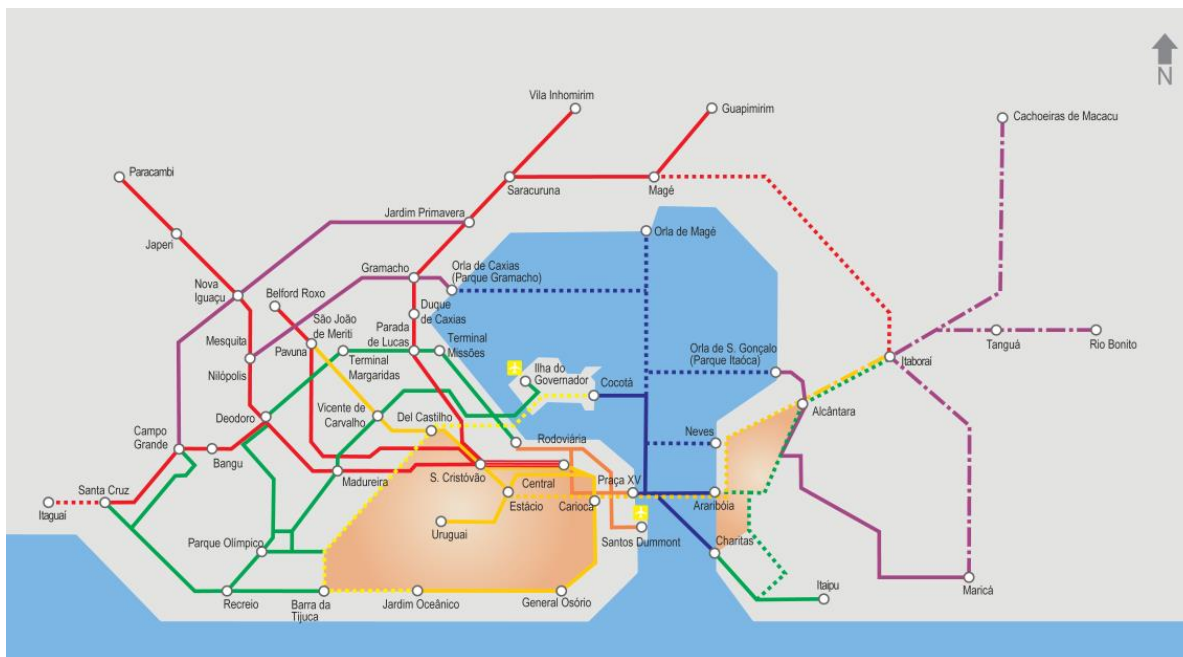 N
Vila Inhomirim
Guapimirim
Cachoeiras de Macacu
Paracambi
Saracuruna
Magé
Jardim Primavera
Orla de Magé
Japeri
Gramacho
Orla de Caxias
(Parque Gramacho)
Nova
Iguaçu
Belford Roxo
Duque
de Caxias
São João
de Meriti
Pavuna
Parada
de Lucas
Terminal
Missões
Mesquita
Nilópolis
Terminal
Margaridas
Orla de S. Gonçalo
(Parque Itaóca)
Itaboraí
Tanguá
Rio Bonito
Ilha do
Governador
Cocotá
Alcântara
Deodoro
Vicente de
Carvalho
Del Castilho
Campo
Grande
Bangu
Rodoviária
Neves
Madureira
S. Cristóvão
Central
Praça XV
Santa Cruz
Itaguaí
Estácio
Carioca
Araribóia
Uruguai
Santos Dummont
Charitas
Parque Olímpico
Recreio
Barra da
Tijuca
Jardim Oceânico
General Osório
Itaipu
Maricá